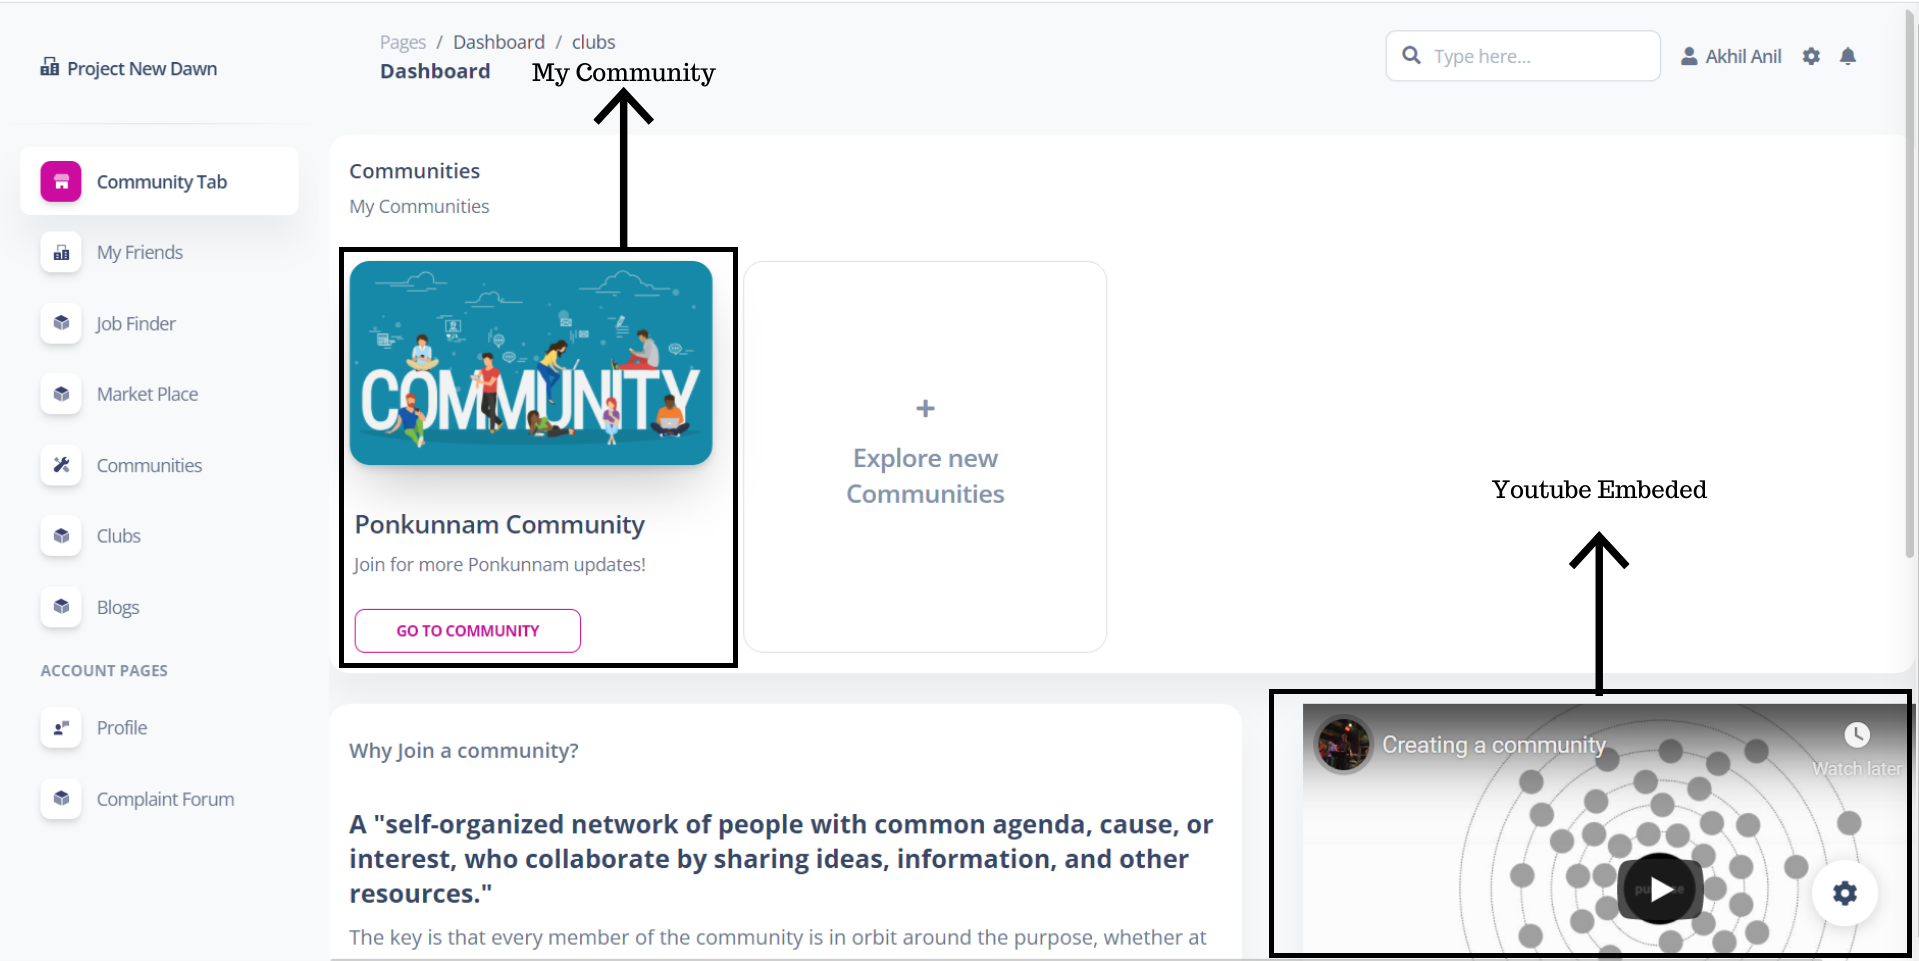 Project New Dawn
Pages / Dashboard / clubs
Dashboard
My Community
Type here...
Akhil Anil
Community Tab
My Friends
Job Finder
Market Place
Communities
Clubs
Blogs
ACCOUNT PAGES
Profile
Complaint Forum
Communities
My Communities
COMMUNITY
Ponkunnam Community
Join for more Ponkunnam updates!
GO TO COMMUNITY
+
Explore new
Communities
Youtube Embeded
Why Join a community?
A "self-organized network of people with common agenda, cause, or
interest, who collaborate by sharing ideas, information, and other
resources."
The key is that every member of the community is in orbit around the purpose, whether at
Creating a community
Watch later